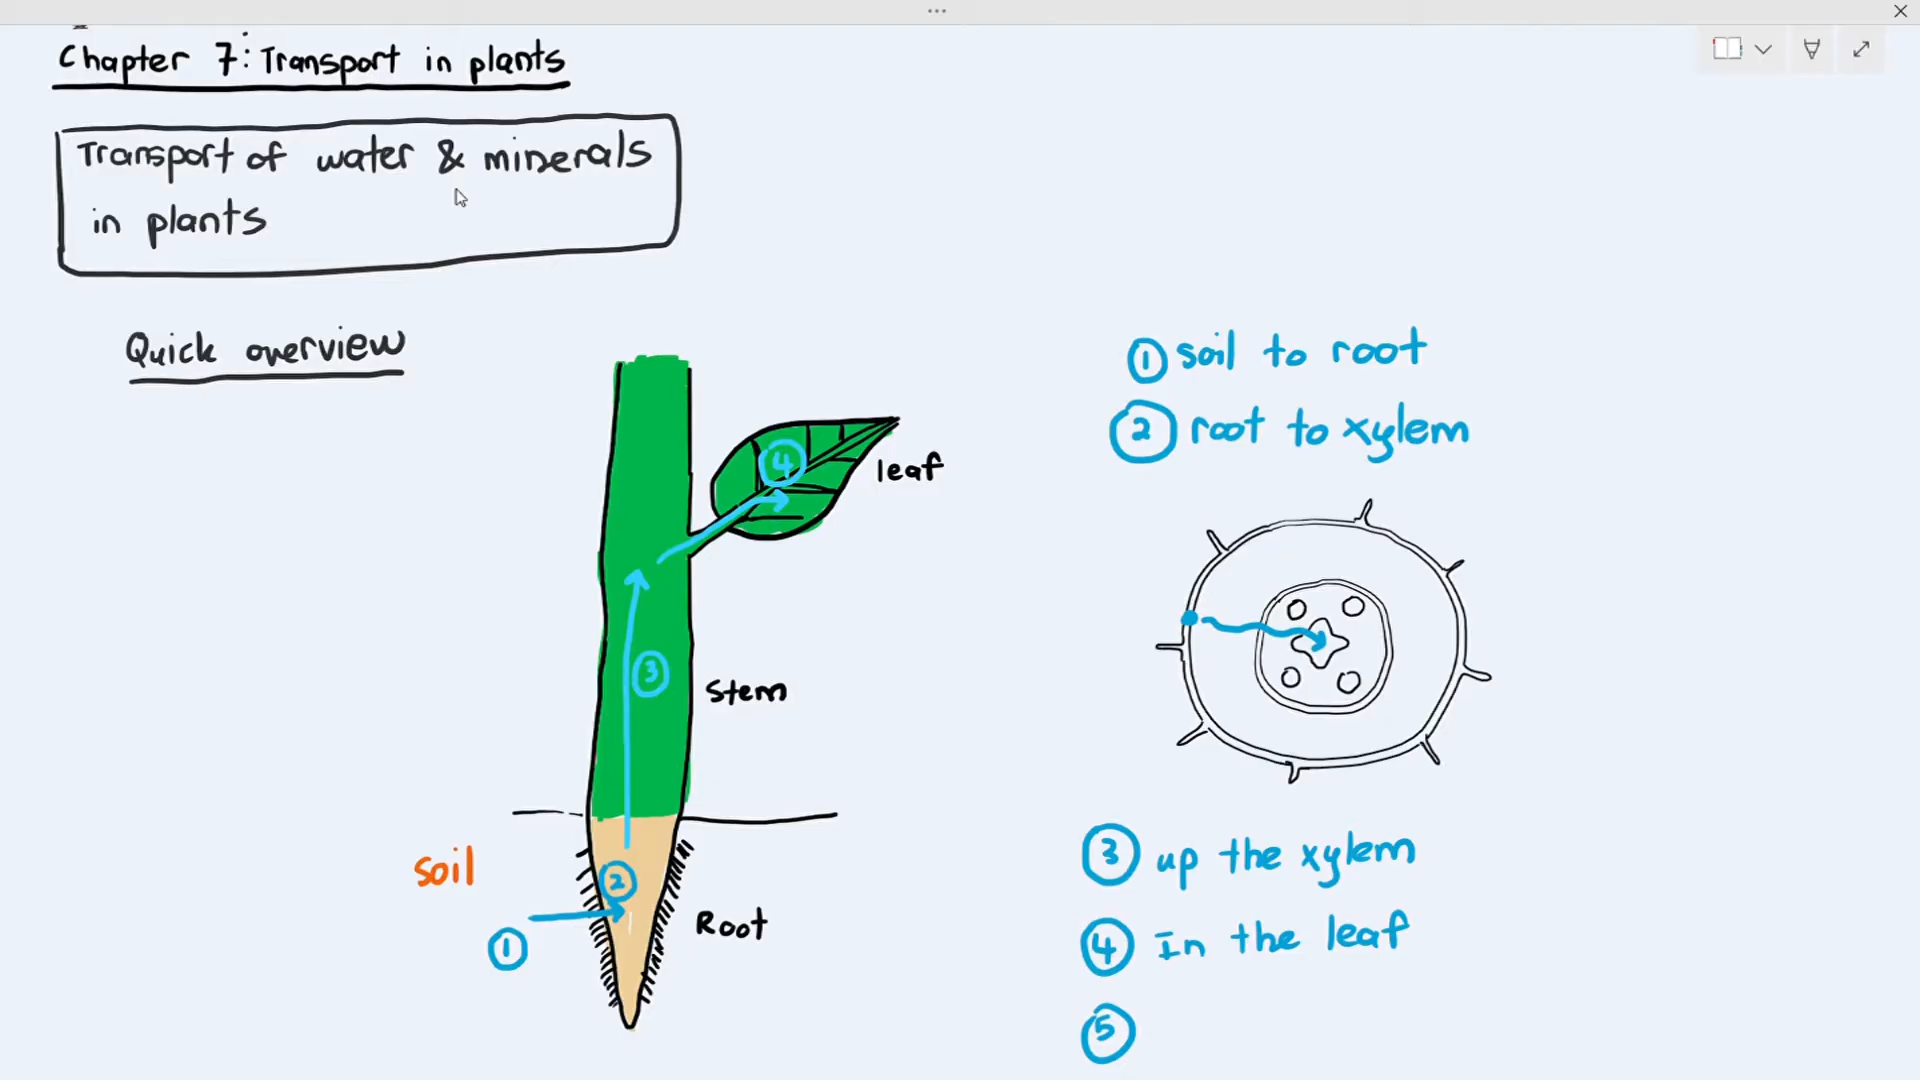 Chapter 7: Transport in plants
Transport of water & minerals
in plants
Quick overview
① soil to root
② root to xylem
④
leaf
③
Stem
soil
②
①
Root
③ up the xylem
④ In the leaf
⑤